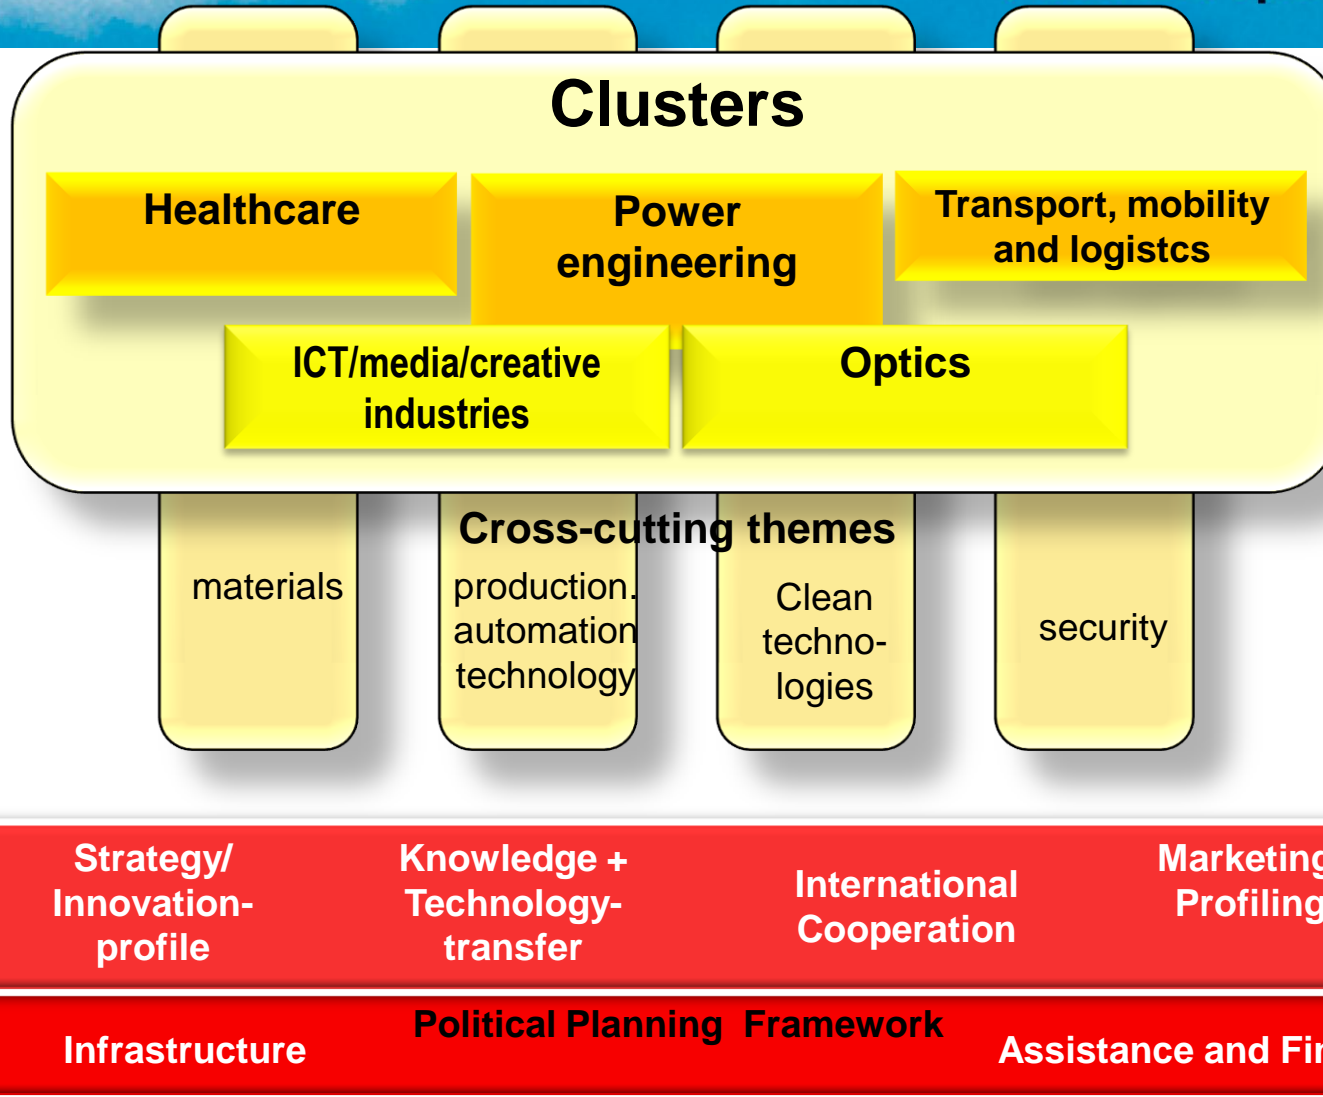 Clusters
Healthcare
Power
engineering
Transport, mobility
and logistcs
ICT/media/creative
industries
Optics
Cross-cutting themes
materials
production.
automation
technology
Clean
techno-
logies
security
Strategy/
Innovation-
profile
Knowledge +
Technology-
transfer
International
Cooperation
Marketing
Profiling
Political Planning Framework
Infrastructure
Assistance and